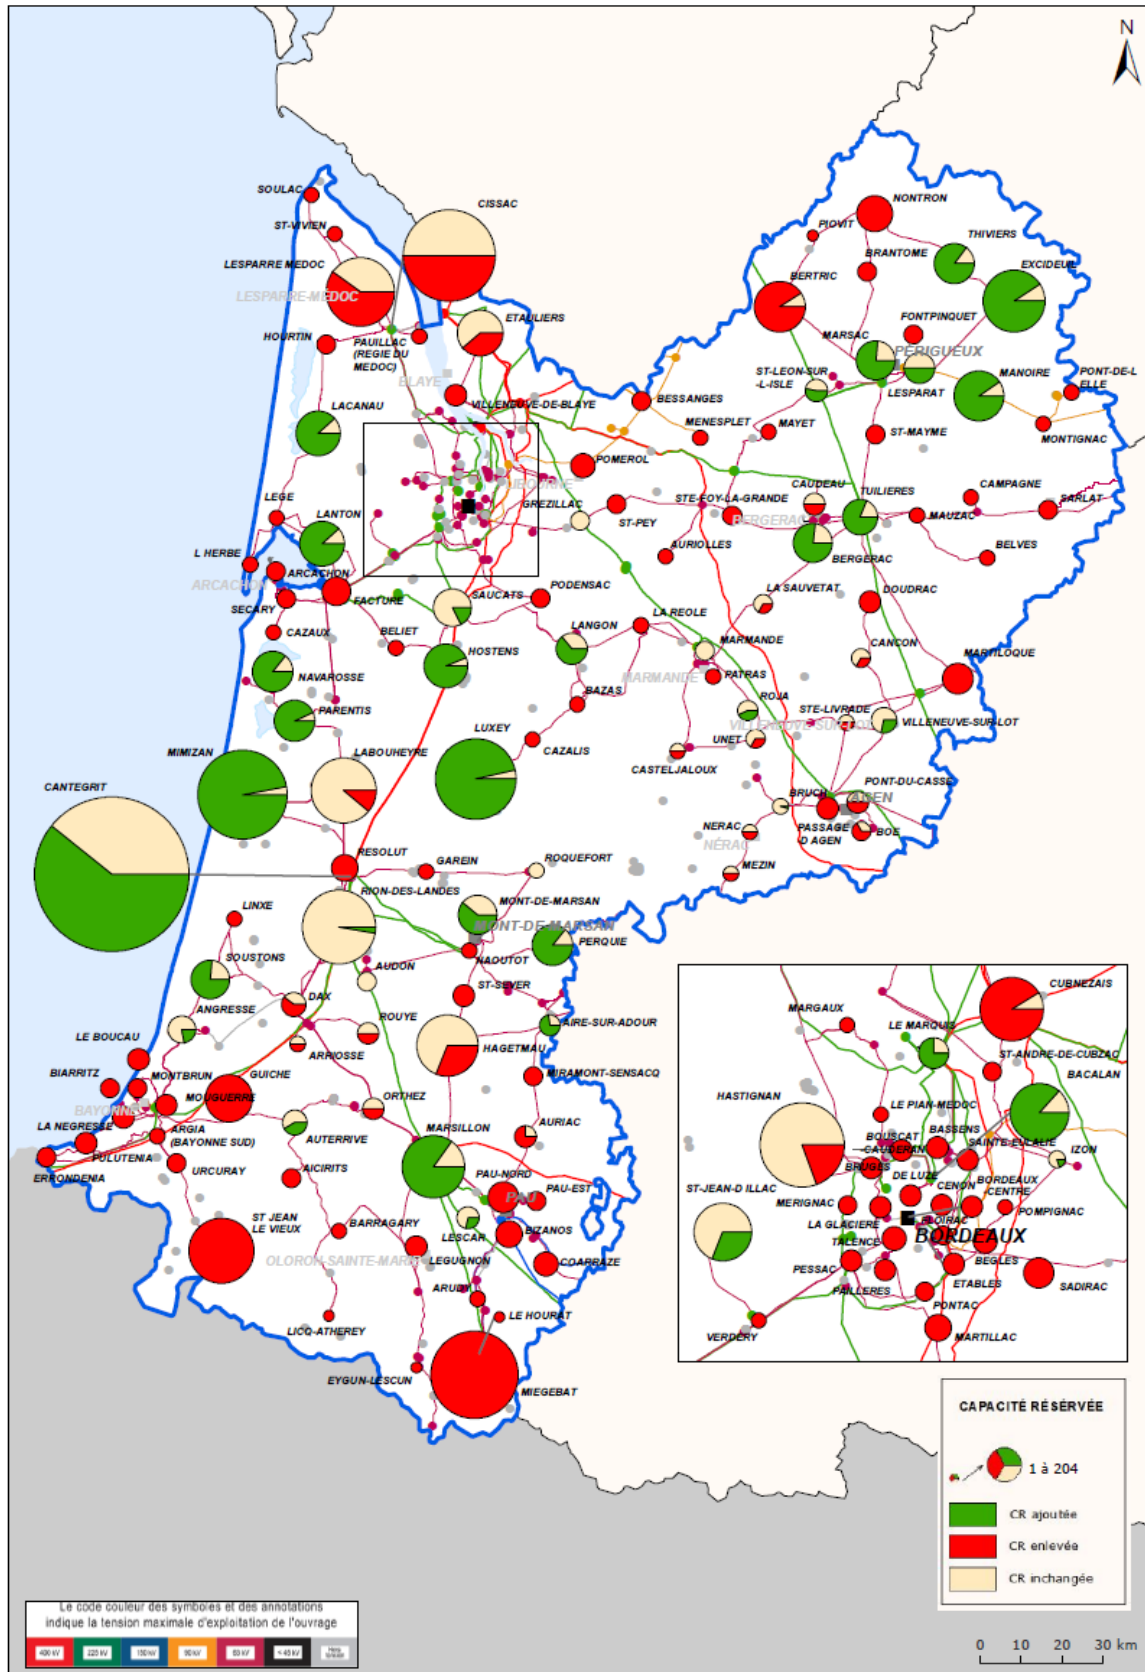 N
SOULAC
CISSAC
NONTRON
ST-VIVIEN
PIOVIT
THIVIERS
BRANTOME
LESPARRE MEDOC
EXCIDEUIL
BERTRIC
LESPARRE-MÉDOC
ETAULIERS
FONTPINQUET
HOURTIN
PAUILLAC
(REGIE DU
MEDOC)
MARSAC
PÉRIGUEUX
ST-LEON-SUR
-L-ISLE
MANOIRE
PONT-DE-L
ELLE
BLAYE
LESPARAT
LACANAU
VILLENEUVE-DE-BLAYE
BESSANGES
MENESPLET
MAYET
ST-MAYME
MONTIGNAC
POMEROL
LIBOURNE
CAUDEAU
TUILIERES
CAMPAGNE
LEGE
GREZILLAC
STE-FOY-LA-GRANDE
SARLAT
LANTON
ST-PEY
BERGERAC
MAUZAC
L HERBE
AURIOLLES
BERGERAC
BELVES
ARCACHON
ARCACHON
SAUCATS
PODENSAC
LA SAUVETAT
SECARY
FACTURE
DOUDRAC
CAZAUX
BELIET
LANGON
LA REOLE
MARMANDE
CANCON
HOSTENS
MARTILOQUE
NAVAROSSE
MARMANDE
PATRAS
BAZAS
ROJA
PARENTIS
STE-LIVRADE
VILLENEUVE-SUR-LOT
VILLENEUVE-SUR-LOT
LUXEY
UNET
MIMIZAN
LABOUHEYRE
CAZALIS
CASTELJALOUX
PONT-DU-CASSE
CANTEGRIT
BRUCH
AGEN
NERAC
PASSAGE
-D AGEN
BOE
NÉRAC
RESOLUT
GAREIN
ROQUEFORT
MEZIN
RION-DES-LANDES
LINXE
MONT-DE-MARSAN
MONT-DE-MARSAN
SOUSTONS
PERQUIE
NAOUTOT
AUDON
ST-SEVER
ANGRESSE
DAX
ROUYE
AIRE-SUR-ADOUR
LE BOUCAU
HAGETMAU
ARRIOSSE
MIRAMONT-SENSACQ
BIARRITZ
MONTBRUN
GUICHE
MOUGUERRE
ORTHEZ
BAYONNE
LA NEGRESSE
ARGIA
(BAYONNE SUD)
AURIAC
AUTERRIVE
MARSILLON
PULUTENIA
ERRONDENIA
URCURAY
AICIRITS
PAU-NORD
PAU-EST
PAU
ST JEAN
LE VIEUX
BARRAGARY
LESCAR
BIZANOS
OLORON-SAINTE-MARIE
LEGUGNON
COARRAZE
ARUDY
LICQ-ATHEREY
LE HOURAT
EYGUN-LESCUN
MIEGEBAT
CUBNEZAIS
MARGAUX
LE MARQUIS
ST-ANDRE-DE-CUBZAC
BACALAN
HASTIGNAN
LE PIAN-MEDOC
BOUSCAT
-CAUDERAN
BASSENS
SAINTE-EULALIE
IZON
BRUGES
DE LUZE
CENON
BORDEAUX
-CENTRE
ST-JEAN-D ILLAC
MERIGNAC
POMPIGNAC
LA GLACIERE
FLOIRAC
BORDEAUX
TALENCE
BEGLES
PESSAC
ETABLES
SADIRAC
PAILLERES
PONTAC
VERDERY
MARTILLAC
CAPACITÉ RÉSÉRVÉE
1 à 204
CR ajoutée
CR enlevée
CR inchangée
Le code couleur des symboles et des annotations
indique la tension maximale d'exploitation de l'ouvrage
400 kV
225 kV
150 kV
90 kV
63 kV
< 45 kV
Hors tension
0 10 20 30 km